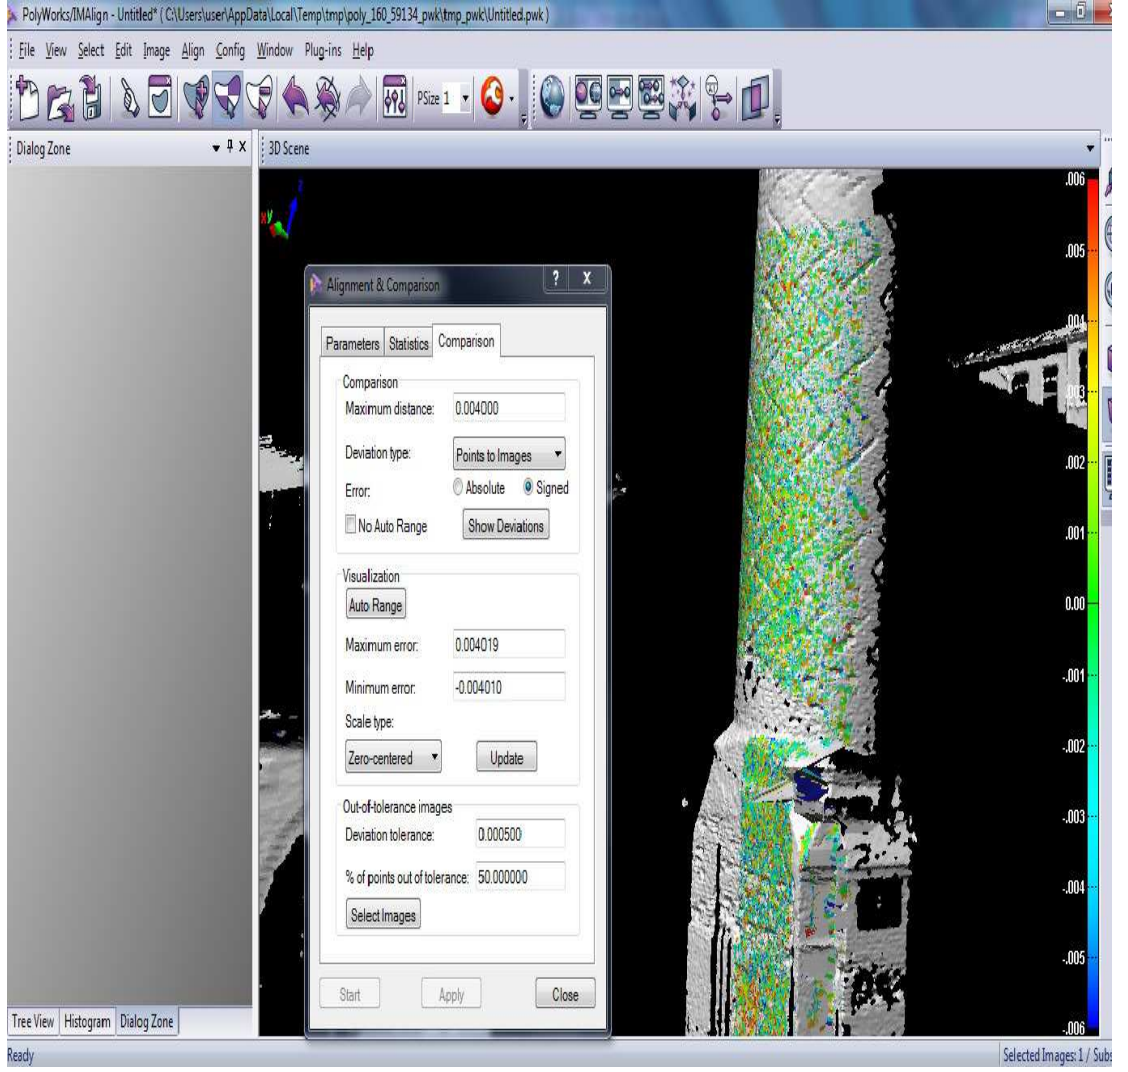 PolyWorks/IMAlign - Untitled* ( C:\Users\user\AppData\Local\Temp\tmp\poly_160_59134_pwk\tmp_pwk\Untitled.pwk )
File View Select Edit Image Align Config Window Plug-ins Help
PSize 1
Dialog Zone
3D Scene
z
x y
Alignment & Comparison
? X
Parameters Statistics Comparison
Comparison
Maximum distance: 0.004000
Deviation type: Points to Images
Error: Absolute Signed
No Auto Range Show Deviations
Visualization
Auto Range
Maximum error: 0.004019
Minimum error: -0.004010
Scale type:
Zero-centered Update
Out-of-tolerance images
Deviation tolerance: 0.000500
% of points out of tolerance: 50.000000
Select Images
Start Apply Close
.006
.005
.004
.003
.002
.001
0.00
-.001
-.002
-.003
-.004
-.005
-.006
Tree View Histogram Dialog Zone
Ready
Selected Images: 1 / Subs